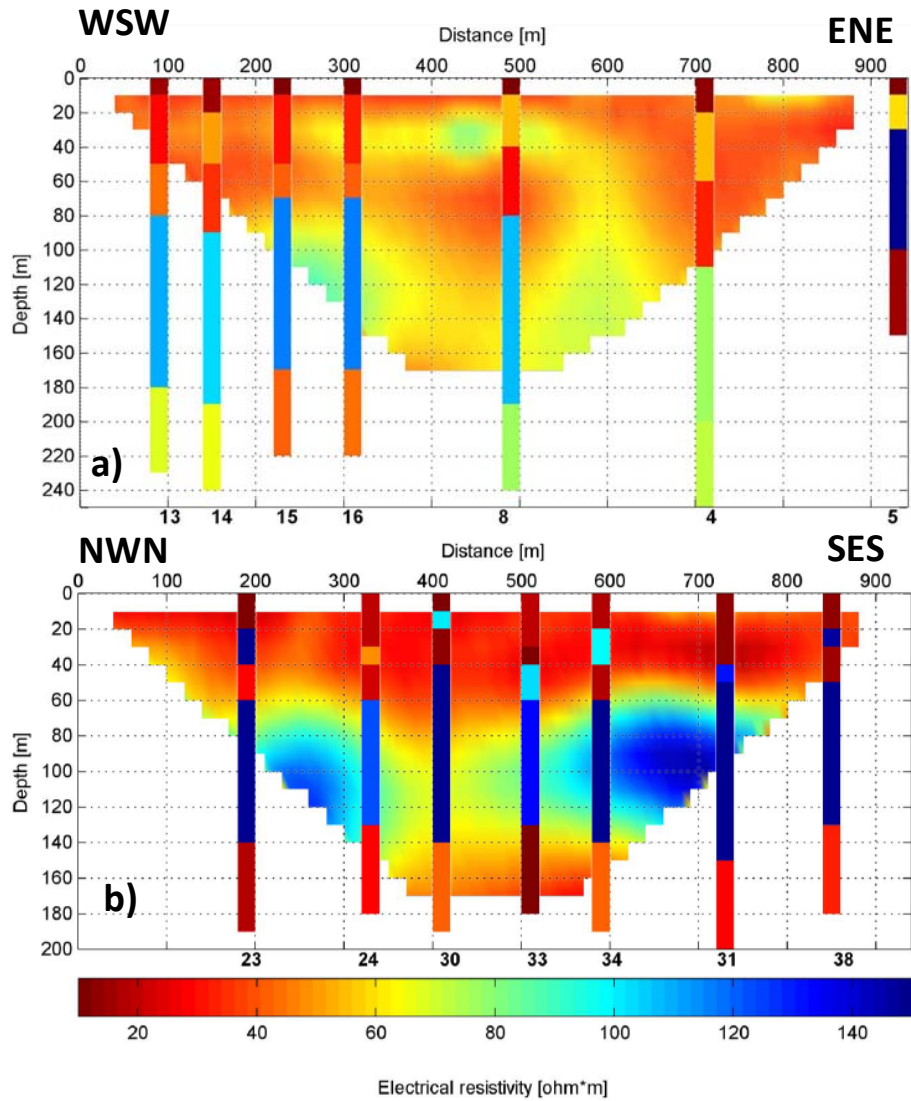 WSW
Distance [m]
ENE
0 100 200 300 400 500 600 700 800 900
Depth [m]
0
20
40
60
80
100
120
140
160
180
200
220
240
a)
13 14 15 16 8 4 5
NWN
Distance [m]
SES
0 100 200 300 400 500 600 700 800 900
Depth [m]
0
20
40
60
80
100
120
140
160
180
200
b)
23 24 30 33 34 31 38
20 40 60 80 100 120 140
Electrical resistivity [ohm*m]